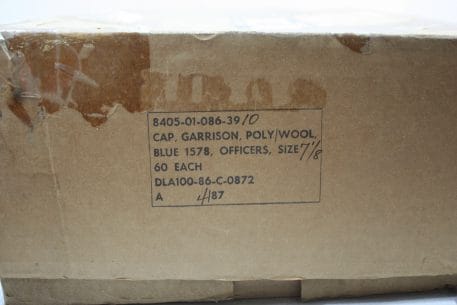 8405-01-086-3910
CAP, GARRISON, POLY/WOOL,
BLUE 1578, OFFICERS, SIZE 7 1/8
60 EACH
DLA100-86-C-0872
A 4/87